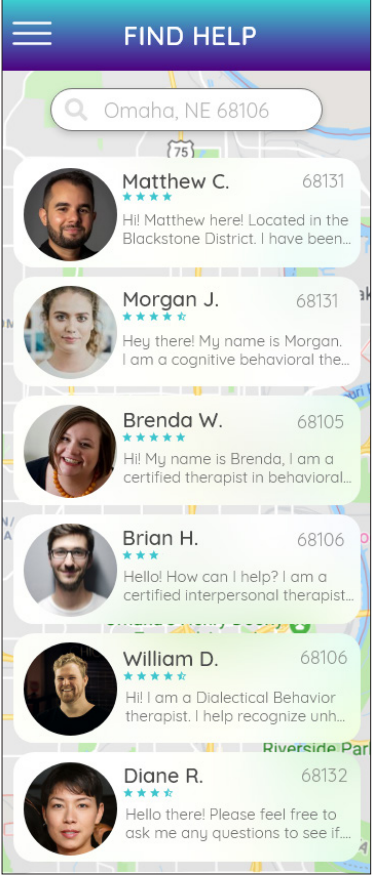 FIND HELP
Omaha, NE 68106
75
Matthew C. 68131
Hi! Matthew here! Located in the
Blackstone District. I have been...
Morgan J. 68131
Hey there! My name is Morgan.
I am a cognitive behavioral the...
Brenda W. 68105
Hi! My name is Brenda, I am a
certified therapist in behavioral...
Brian H. 68106
Hello! How can I help? I am a
certified interpersonal therapist...
William D. 68106
Hi! I am a Dialectical Behavior
therapist. I help recognize unh...
Riverside Par
Diane R. 68132
Hello there! Please feel free to
ask me any questions to see if....